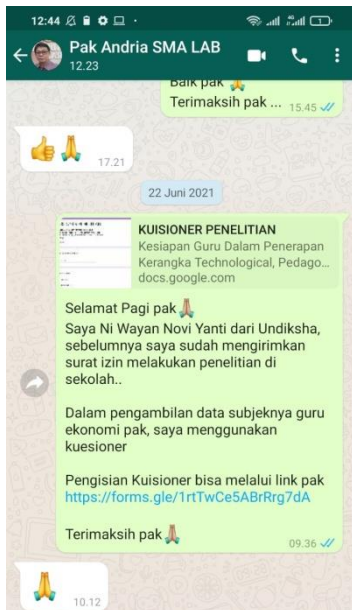 12:44
Pak Andria SMA LAB
12.23
Baik pak 🙏
Terimaksih pak ... 15.45
👍🙏 17.21
22 Juni 2021
KUISIONER PENELITIAN
Kesiapan Guru Dalam Penerapan
Kerangka Technological, Pedago...
docs.google.com
Selamat Pagi pak 🙏
Saya Ni Wayan Novi Yanti dari Undiksha,
sebelumnya saya sudah mengirimkan
surat izin melakukan penelitian di
sekolah..
Dalam pengambilan data subjeknya guru
ekonomi pak, saya menggunakan
kuesioner
Pengisian Kuisioner bisa melalui link pak
https://forms.gle/1rtTwCe5ABrRrg7dA
Terimaksih pak 🙏
09.36
🙏 10.12